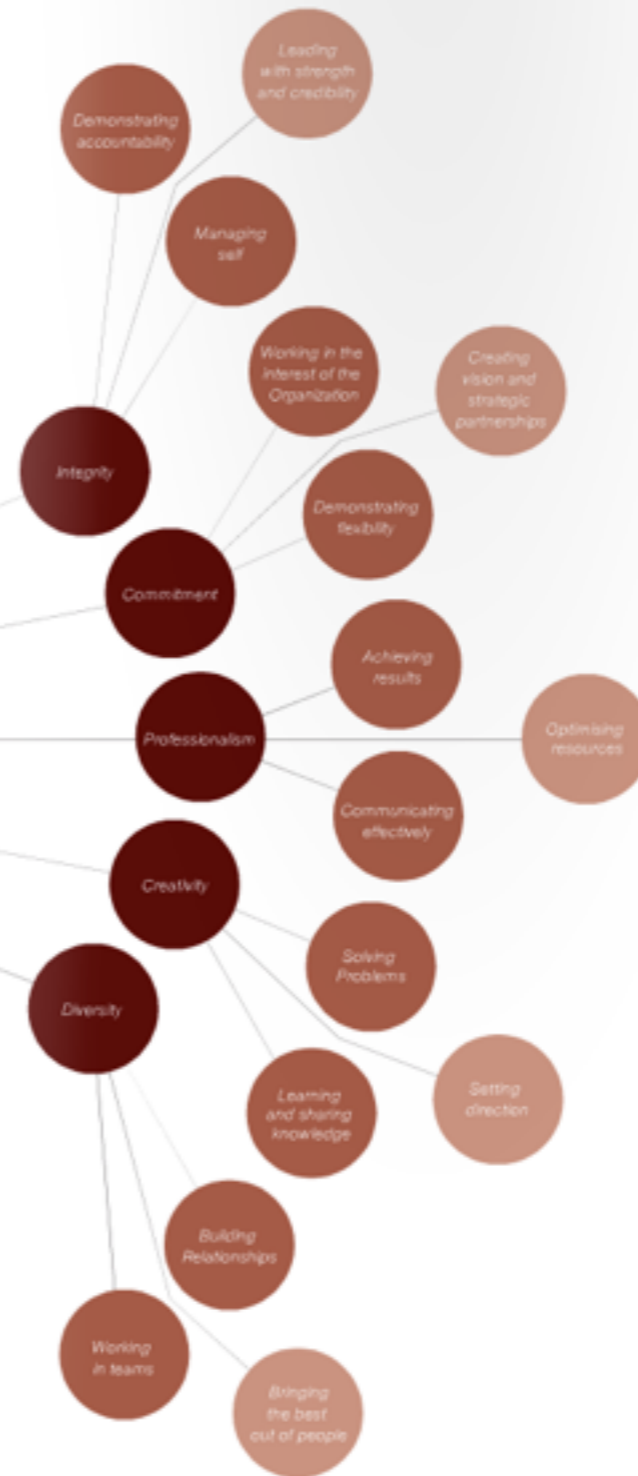 Leading
with strength
and credibility
Demonstrating
accountability
Managing
self
Working in the
interest of the
Organization
Creating
vision and
strategic
partnerships
Integrity
Demonstrating
flexibility
Commitment
Achieving
results
Professionalism
Optimising
resources
Communicating
effectively
Creativity
Solving
Problems
Diversity
Setting
direction
Learning
and sharing
knowledge
Building
Relationships
Working
in teams
Bringing
the best
out of people